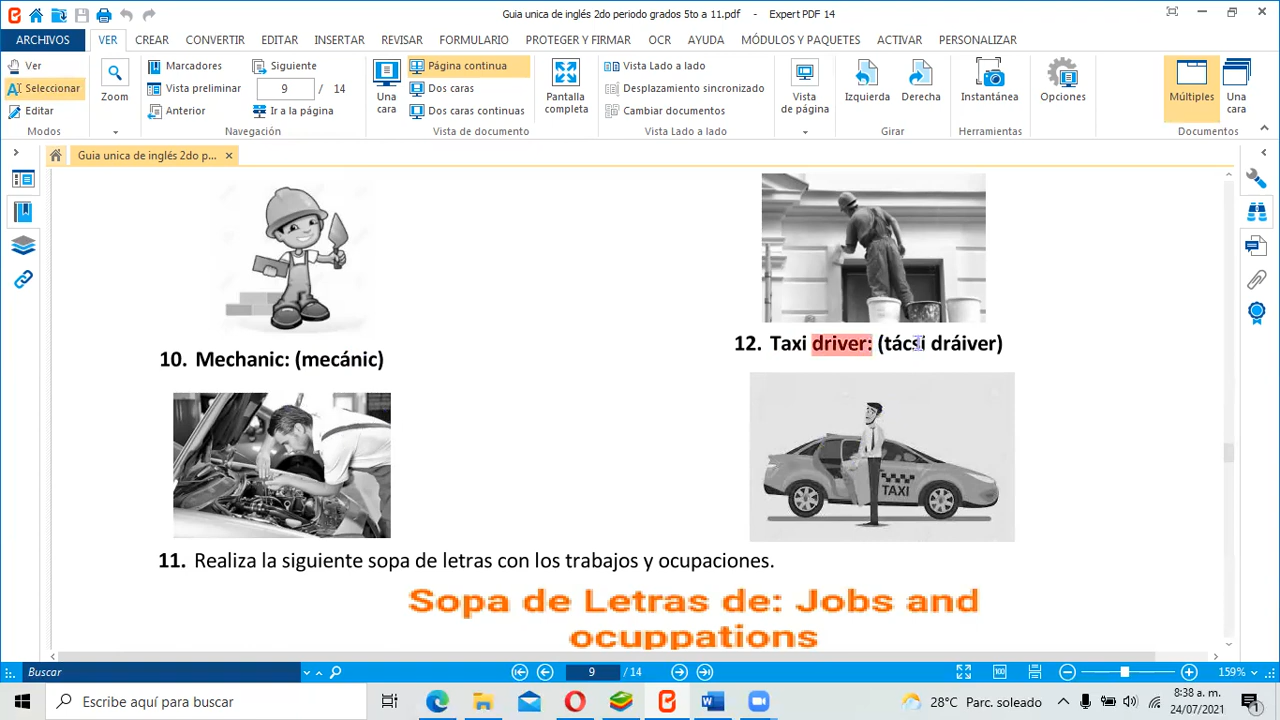 Guia unica de inglés 2do periodo grados 5to a 11.pdf - Expert PDF 14
ARCHIVOS VER CREAR CONVERTIR EDITAR INSERTAR REVISAR FORMULARIO PROTEGER Y FIRMAR OCR AYUDA MÓDULOS Y PAQUETES ACTIVAR PERSONALIZAR
Ver
Seleccionar
Editar
Modos
Zoom
Marcadores
Vista preliminar
Anterior
Siguiente
9 / 14
Ir a la página
Navegación
Una cara
Página continua
Dos caras
Dos caras continuas
Vista de documento
Pantalla completa
Vista Lado a lado
Desplazamiento sincronizado
Cambiar documentos
Vista Lado a lado
Vista de página
Izquierda
Derecha
Girar
Instantánea
Herramientas
Opciones
Múltiples
Una cara
Documentos
Guia unica de inglés 2do p...
10. Mechanic: (mecánic)
12. Taxi driver: (tácsi dráiver)
TAXI
11. Realiza la siguiente sopa de letras con los trabajos y ocupaciones.
Sopa de Letras de: Jobs and
ocuppations
Buscar
9 / 14
159%
Escribe aquí para buscar
28°C Parc. soleado
8:38 a. m.
24/07/2021